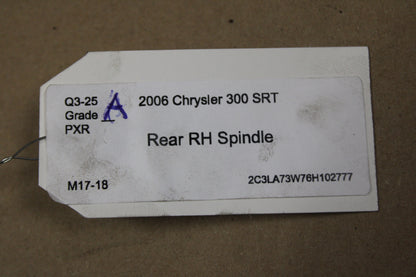 Q3-25 2006 Chrysler 300 SRT
Grade A
PXR
Rear RH Spindle
M17-18 2C3LA73W76H102777